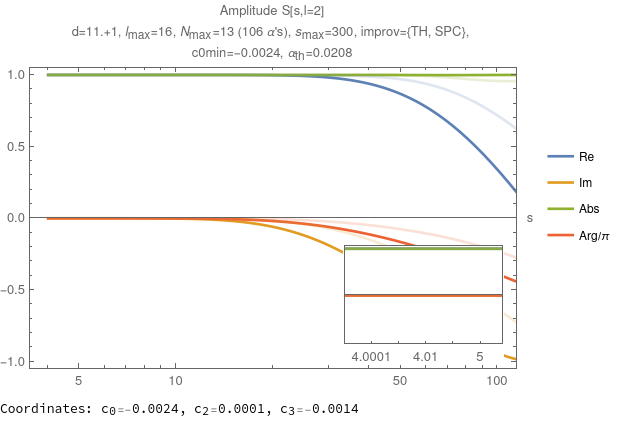 Amplitude S[s,l=2]
d=11.+1, lmax=16, Nmax=13 (106 α's), smax=300, improv={TH, SPC},
c0min=-0.0024, αth=0.0208
1.0
0.5
0.0
-0.5
-1.0
s
Re
Im
Abs
Arg/π
4.0001 4.01 5
5 10 50 100
Coordinates: c0=-0.0024, c2=0.0001, c3=-0.0014